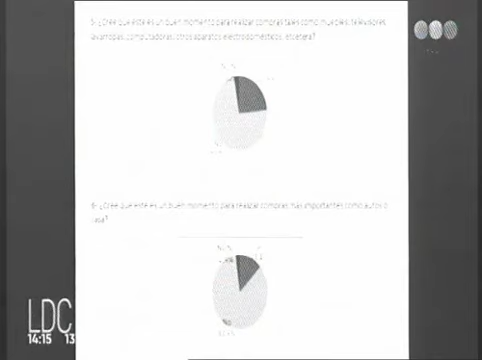 5- ¿Cree que este es un buen momento para realizar compras tales como muebles, televisores
lavarropas, computadoras, otros aparatos electrodomésticos, etcétera?
6- ¿Cree que este es un buen momento para realizar compras más importantes como autos o
casa?
LDC
14:15 13